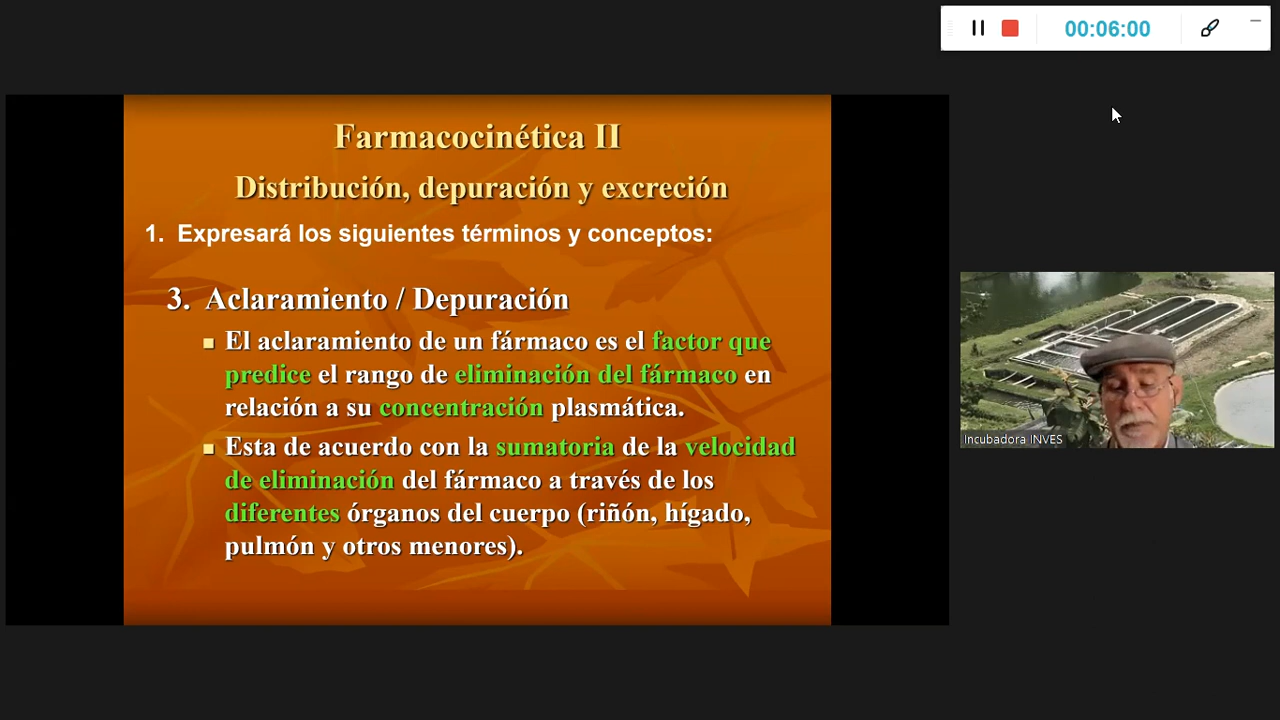 00:06:00
Farmacocinética II
Distribución, depuración y excreción
1. Expresará los siguientes términos y conceptos:
3. Aclaramiento / Depuración
El aclaramiento de un fármaco es el factor que
predice el rango de eliminación del fármaco en
relación a su concentración plasmática.
Esta de acuerdo con la sumatoria de la velocidad
de eliminación del fármaco a través de los
diferentes órganos del cuerpo (riñón, hígado,
pulmón y otros menores).
Incubadora INVES